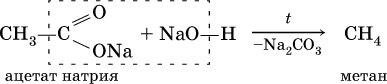 CH₃—C(=O)—ONa + NaO—H →(t, –Na₂CO₃) CH₄
ацетат натрия метан